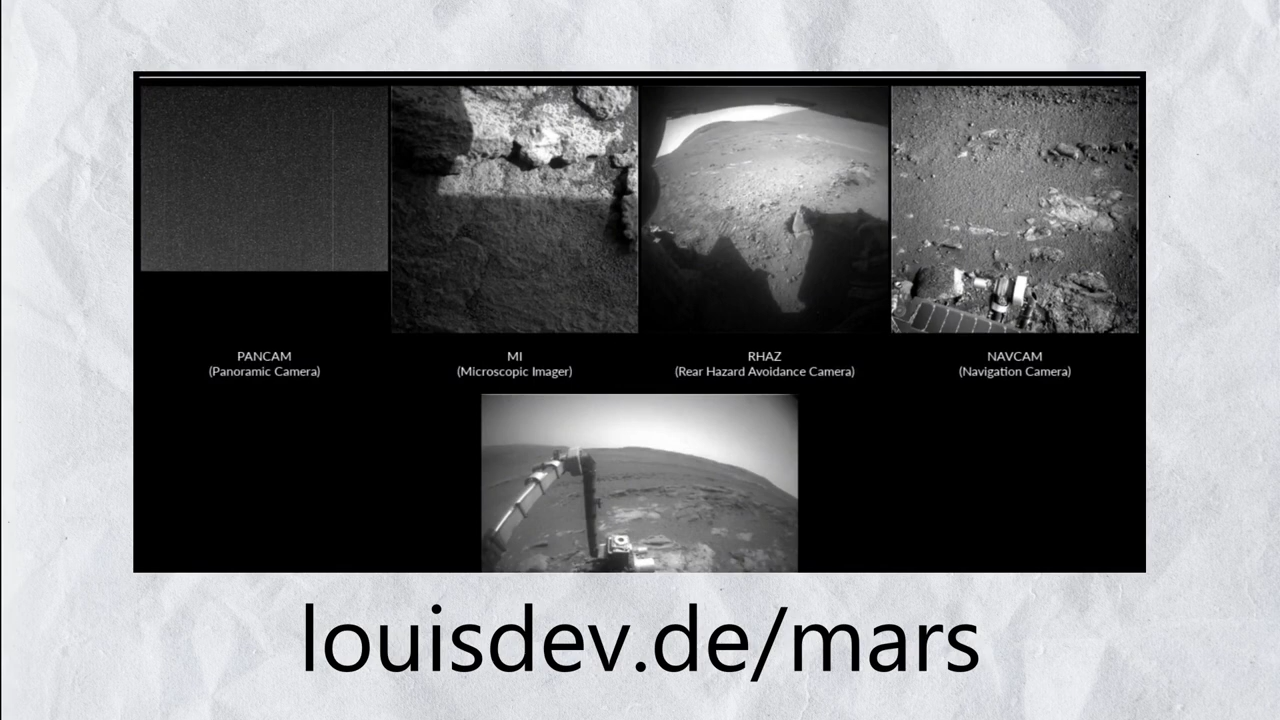 PANCAM
(Panoramic Camera)
MI
(Microscopic Imager)
RHAZ
(Rear Hazard Avoidance Camera)
NAVCAM
(Navigation Camera)
louisdev.de/mars